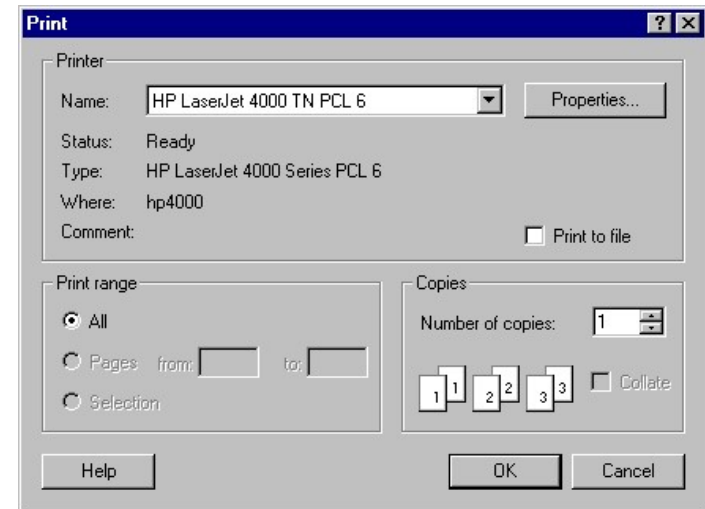 Print
Printer
Name: HP LaserJet 4000 TN PCL 6 Properties...
Status: Ready
Type: HP LaserJet 4000 Series PCL 6
Where: hp4000
Comment: Print to file
Print range
All
Pages from: to:
Selection
Copies
Number of copies: 1
1 1 2 2 3 3 Collate
Help OK Cancel